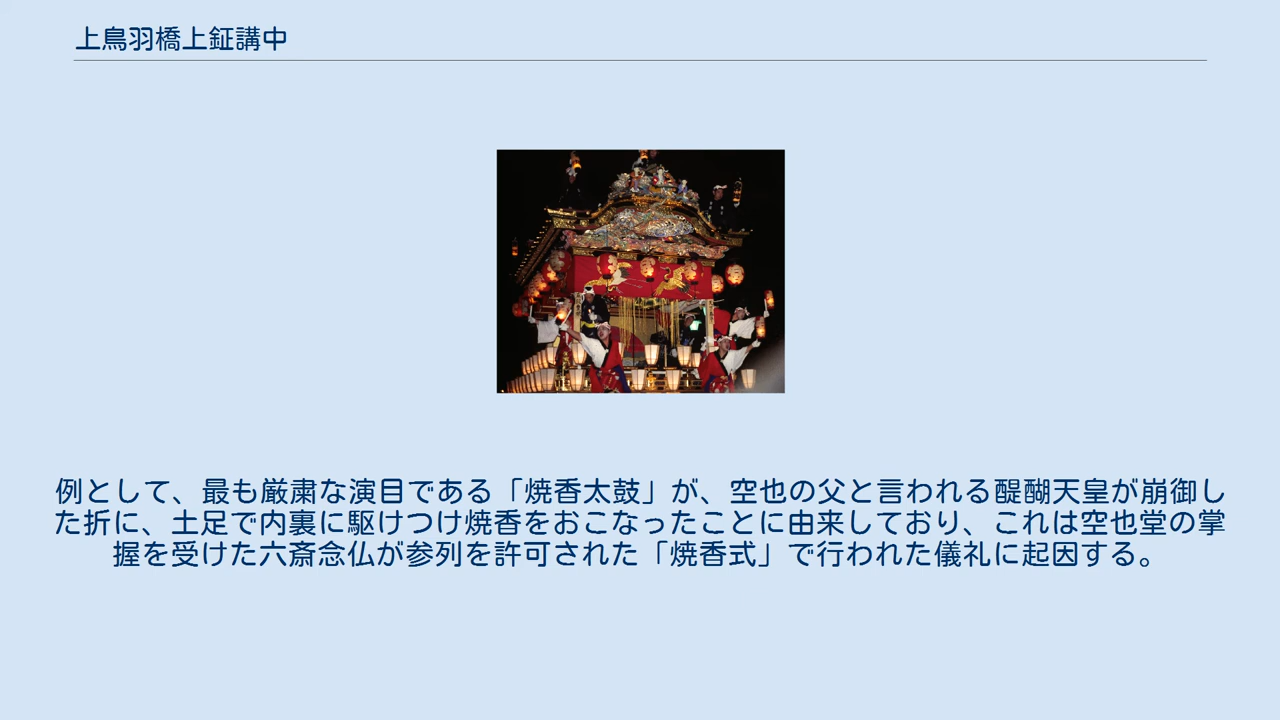 上鳥羽橋上鉦講中
例として、最も厳粛な演目である「焼香太鼓」が、空也の父と言われる醍醐天皇が崩御し
た折に、土足で内裏に駆けつけ焼香をおこなったことに由来しており、これは空也堂の掌
握を受けた六斎念仏が参列を許可された「焼香式」で行われた儀礼に起因する。